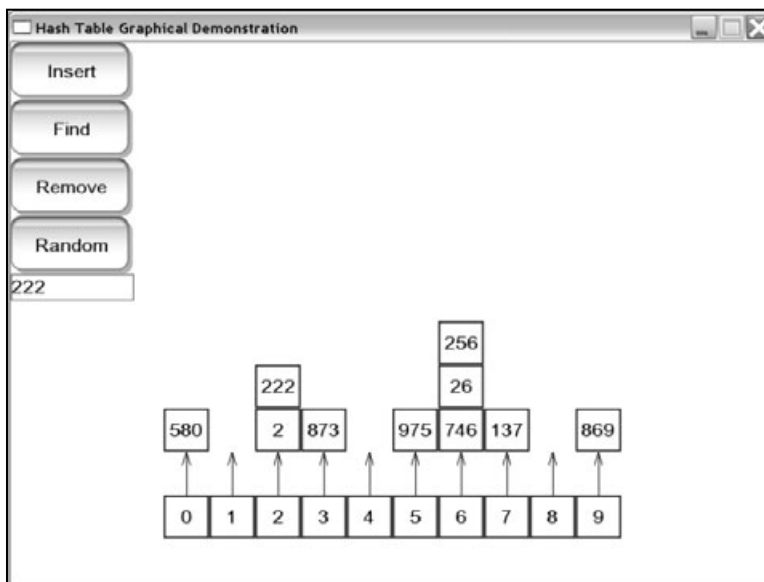 Hash Table Graphical Demonstration
Insert
Find
Remove
Random
222
256
222 26
580 2 873 975 746 137 869
0 1 2 3 4 5 6 7 8 9